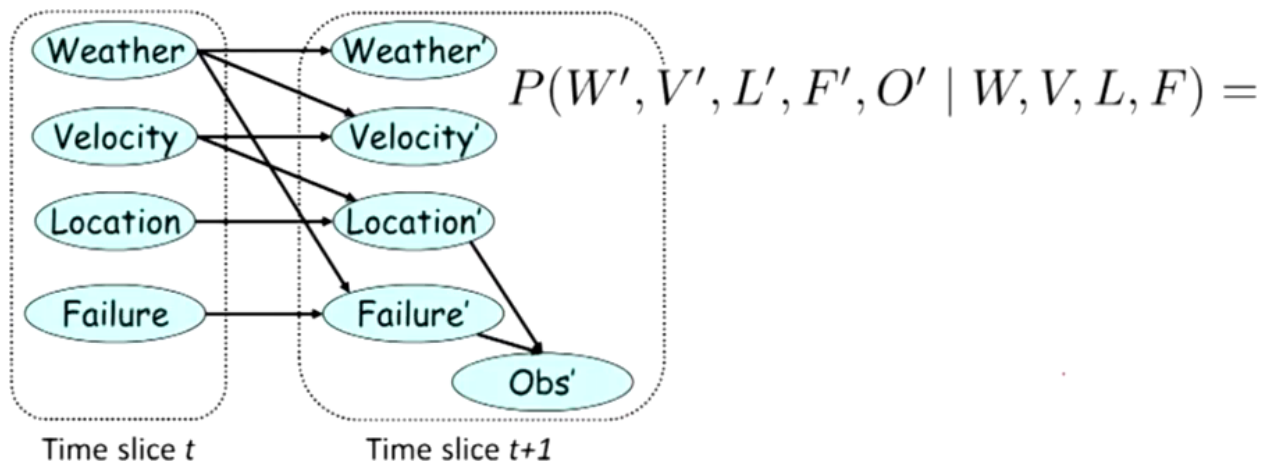 Weather Weather′
P(W′, V′, L′, F′, O′ | W, V, L, F) =
Velocity Velocity′
Location Location′
Failure Failure′
Obs′
Time slice t Time slice t+1